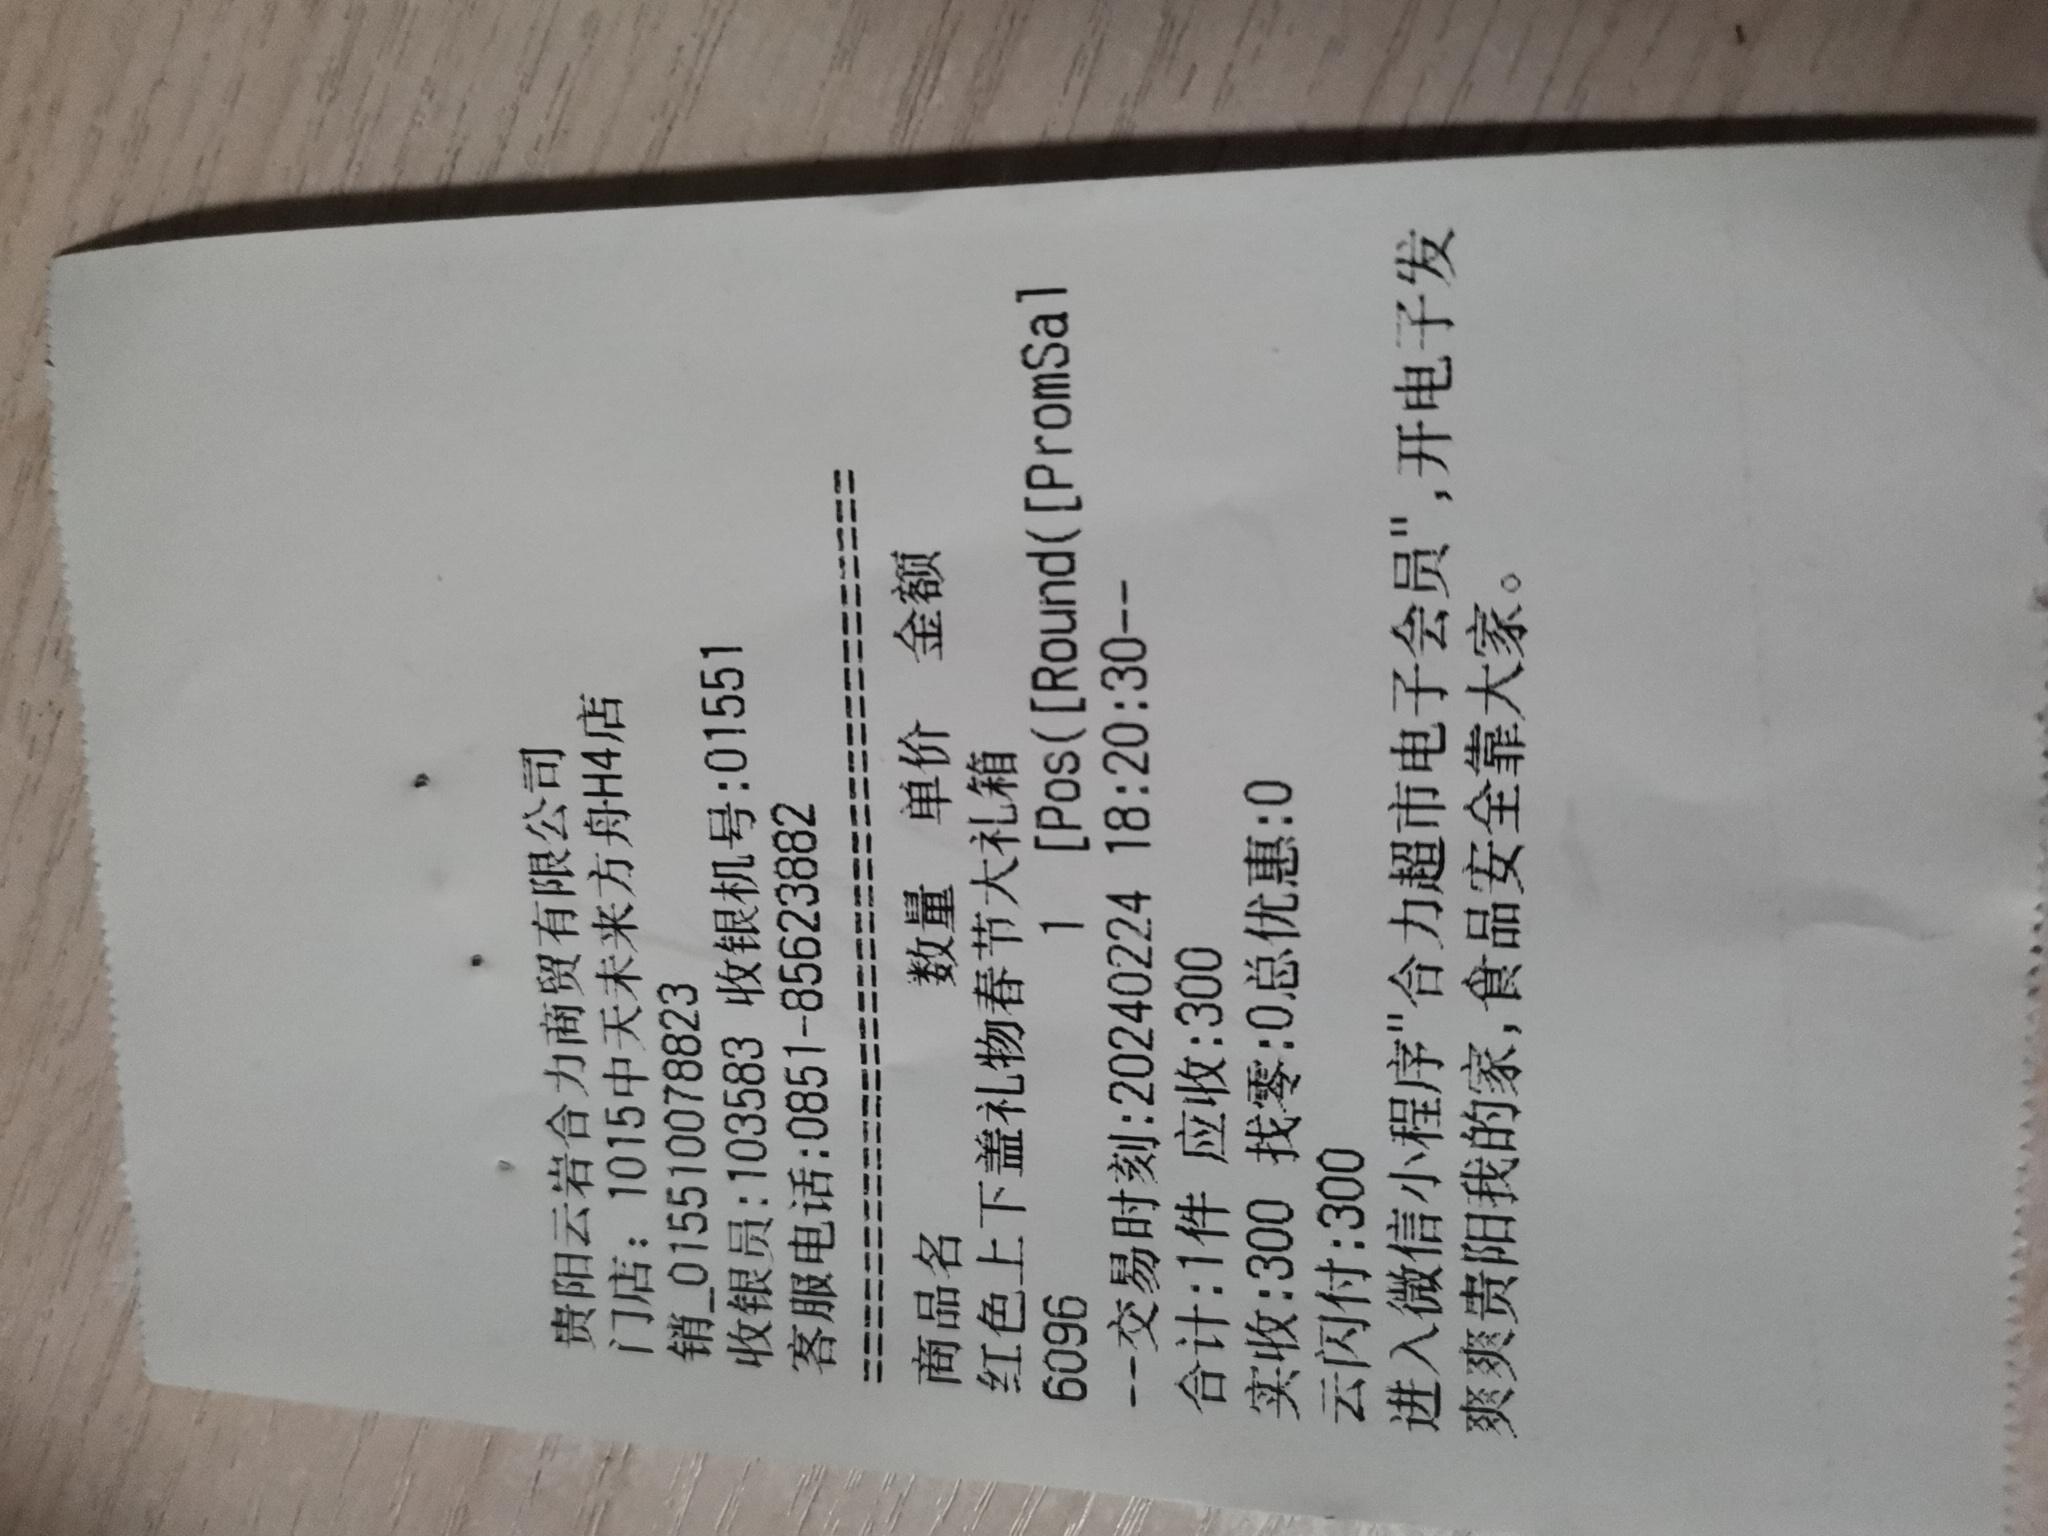 贵阳云岩合力商贸有限公司
门店: 1015中天未来方舟H4店
销_015510078823
收银员:103583 收银机号:01551
客服电话:0851-85623882
========================================
商品名 数量 单价 金额
红色上下盖礼物春节大礼箱
6096 1 [Pos([Round([PromSal
---交易时刻:20240224 18:20:30--
合计:1件 应收:300
实收:300 找零:0总优惠:0
云闪付:300
进入微信小程序"合力超市电子会员",开电子发
爽爽贵阳我的家,食品安全靠大家。